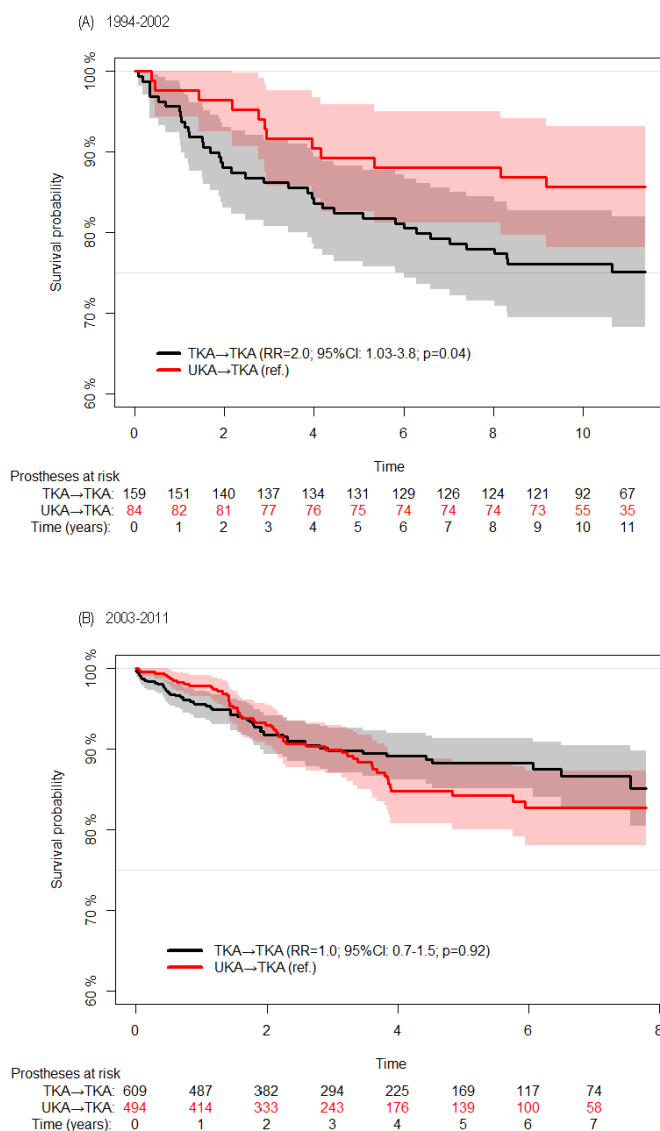 (A) 1994-2002
100 %
90 %
80 %
70 %
60 %
Survival probability
TKA→TKA (RR=2.0; 95%CI: 1.03-3.8; p=0.04)
UKA→TKA (ref.)
0 2 4 6 8 10
Time
Prostheses at risk
TKA→TKA: 159 151 140 137 134 131 129 126 124 121 92 67
UKA→TKA: 84 82 81 77 76 75 74 74 74 73 55 35
Time (years): 0 1 2 3 4 5 6 7 8 9 10 11
(B) 2003-2011
100 %
90 %
80 %
70 %
60 %
Survival probability
TKA→TKA (RR=1.0; 95%CI: 0.7-1.5; p=0.92)
UKA→TKA (ref.)
0 2 4 6 8
Time
Prostheses at risk
TKA→TKA: 609 487 382 294 225 169 117 74
UKA→TKA: 494 414 333 243 176 139 100 58
Time (years): 0 1 2 3 4 5 6 7